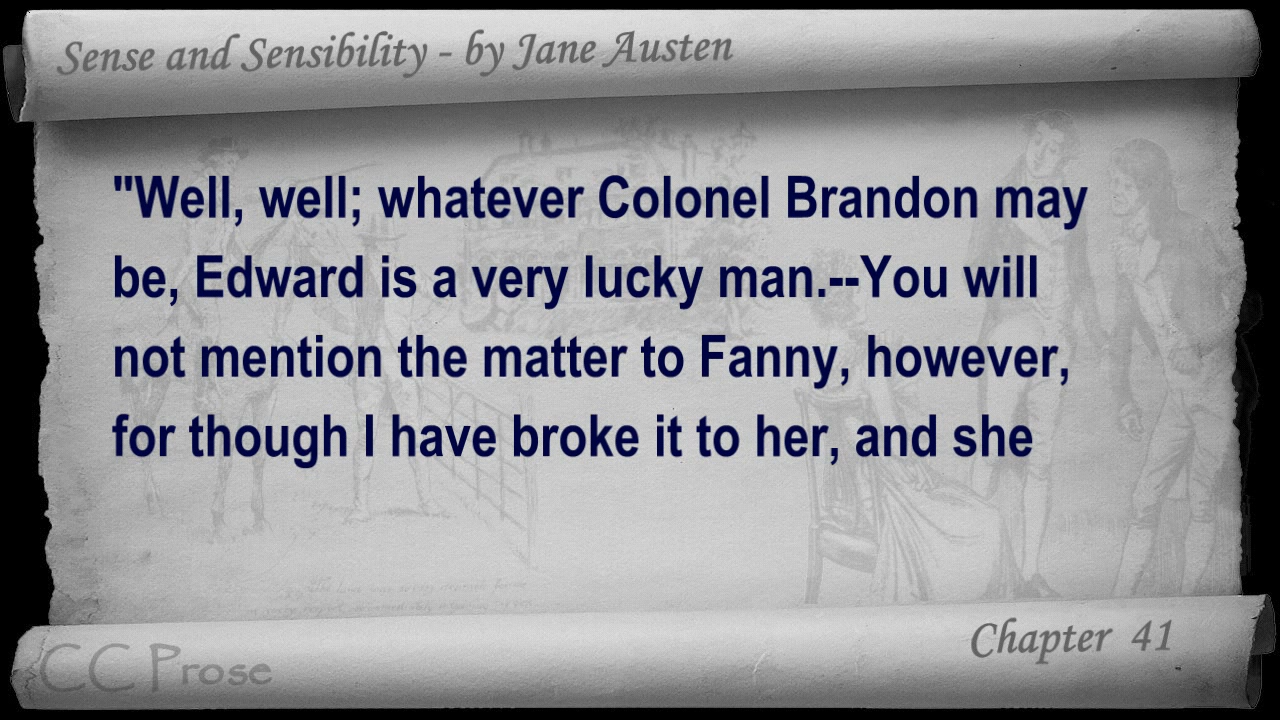 Sense and Sensibility - by Jane Austen
"Well, well; whatever Colonel Brandon may
be, Edward is a very lucky man.--You will
not mention the matter to Fanny, however,
for though I have broke it to her, and she
Chapter 41
CC Prose